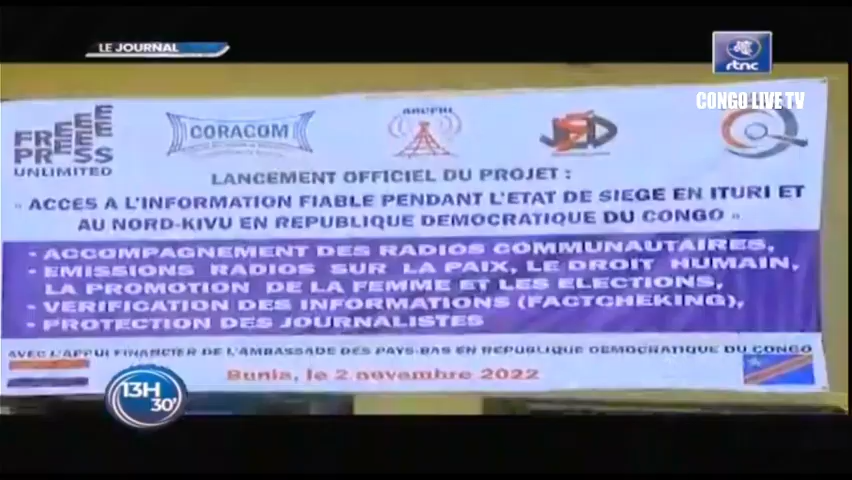 LE JOURNAL
rtnc
CONGO LIVE TV
FREE PRESS UNLIMITED
CORACOM
JED
LANCEMENT OFFICIEL DU PROJET :
" ACCES A L'INFORMATION FIABLE PENDANT L'ETAT DE SIEGE EN ITURI ET
AU NORD-KIVU EN REPUBLIQUE DEMOCRATIQUE DU CONGO "
- ACCOMPAGNEMENT DES RADIOS COMMUNAUTAIRES,
- EMISSIONS RADIOS SUR LA PAIX, LE DROIT HUMAIN,
LA PROMOTION DE LA FEMME ET LES ELECTIONS,
- VERIFICATION DES INFORMATIONS (FACTCHEKING),
- PROTECTION DES JOURNALISTES
AVEC L'APPUI FINANCIER DE L'AMBASSADE DES PAYS-BAS EN REPUBLIQUE DEMOCRATIQUE DU CONGO
Bunia, le 2 novembre 2022
13H
30'